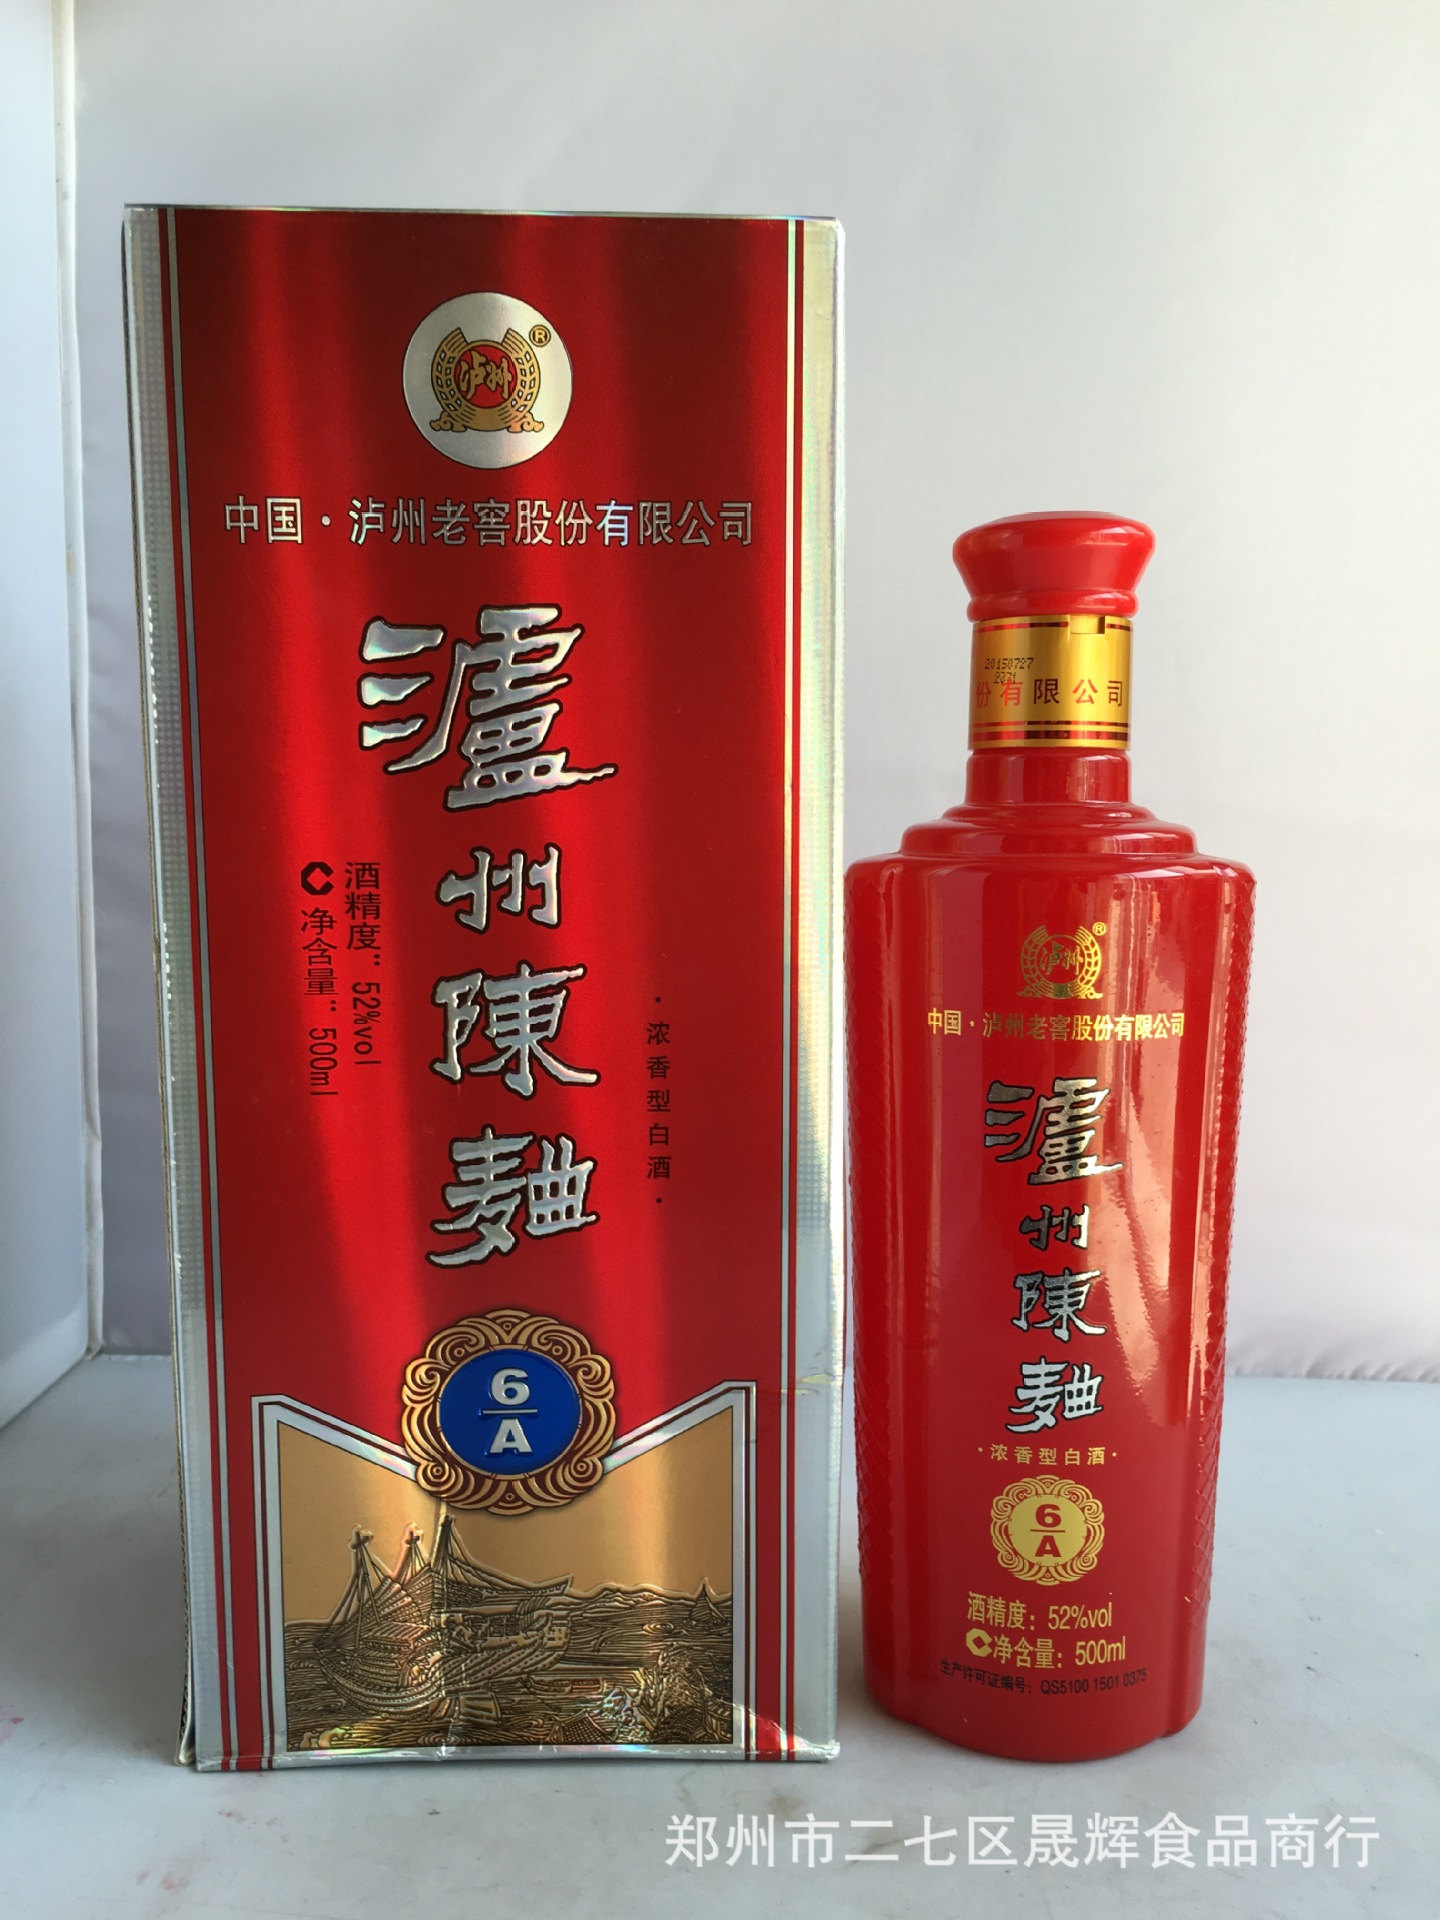 泸州
®
中国·泸州老窖股份有限公司
瀘州陳麯
酒精度：52%vol
净含量：500ml
·浓香型白酒·
6
A
20150727
份有限公司
泸州
®
中国·泸州老窖股份有限公司
瀘
州
陳
麯
·浓香型白酒·
6
A
酒精度：52%vol
净含量：500ml
生产许可证编号：QS5100 1501 0375
郑州市二七区晟辉食品商行